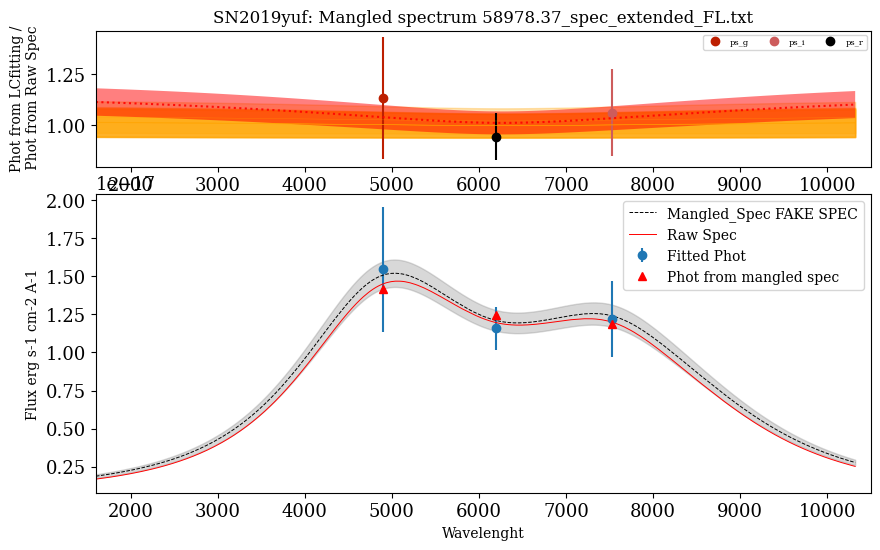 SN2019yuf: Mangled spectrum 58978.37_spec_extended_FL.txt
Phot from LCfitting /
Phot from Raw Spec
1.25
1.00
ps_g
ps_i
ps_r
2000 3000 4000 5000 6000 7000 8000 9000 10000
1e−17
2.00
1.75
1.50
1.25
1.00
0.75
0.50
0.25
Flux erg s-1 cm-2 A-1
Mangled_Spec FAKE SPEC
Raw Spec
Fitted Phot
Phot from mangled spec
2000 3000 4000 5000 6000 7000 8000 9000 10000
Wavelenght